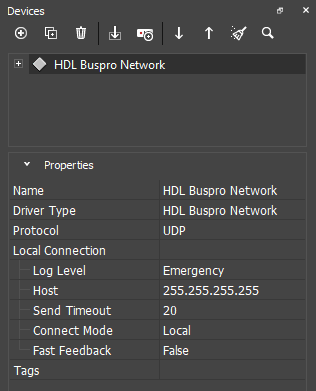 Devices
HDL Buspro Network
Properties
Name HDL Buspro Network
Driver Type HDL Buspro Network
Protocol UDP
Local Connection
Log Level Emergency
Host 255.255.255.255
Send Timeout 20
Connect Mode Local
Fast Feedback False
Tags